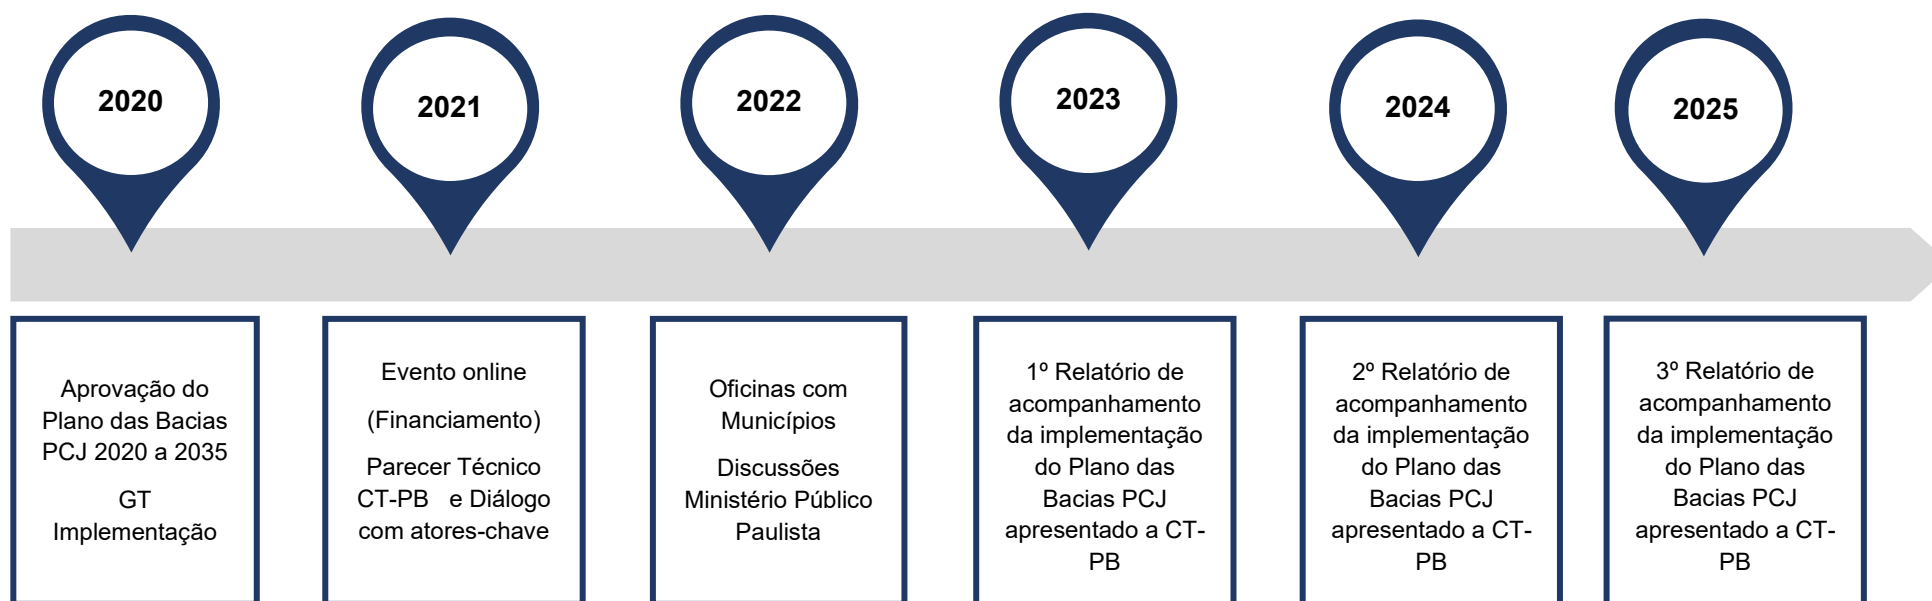 2020
2021
2022
2023
2024
2025
Aprovação do
Plano das Bacias
PCJ 2020 a 2035
GT
Implementação
Evento online
(Financiamento)
Parecer Técnico
CT-PB e Diálogo
com atores-chave
Oficinas com
Municípios
Discussões
Ministério Público
Paulista
1º Relatório de
acompanhamento
da implementação
do Plano das
Bacias PCJ
apresentado a CT-
PB
2º Relatório de
acompanhamento
da implementação
do Plano das
Bacias PCJ
apresentado a CT-
PB
3º Relatório de
acompanhamento
da implementação
do Plano das
Bacias PCJ
apresentado a CT-
PB